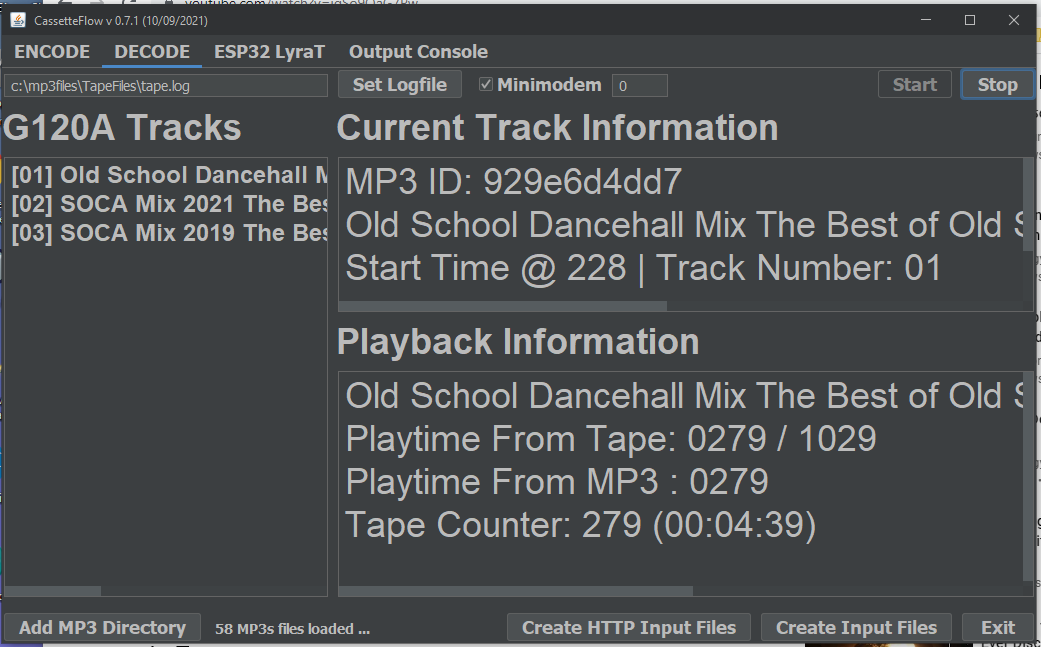 CassetteFlow v 0.7.1 (10/09/2021)
ENCODE DECODE ESP32 LyraT Output Console
c:\mp3files\TapeFiles\tape.log Set Logfile Minimodem 0 Start Stop
G120A Tracks
[01] Old School Dancehall
[02] SOCA Mix 2021 The Bes
[03] SOCA Mix 2019 The Bes
Current Track Information
MP3 ID: 929e6d4dd7
Old School Dancehall Mix The Best of Old S
Start Time @ 228 | Track Number: 01
Playback Information
Old School Dancehall Mix The Best of Old S
Playtime From Tape: 0279 / 1029
Playtime From MP3 : 0279
Tape Counter: 279 (00:04:39)
Add MP3 Directory 58 MP3s files loaded ... Create HTTP Input Files Create Input Files Exit